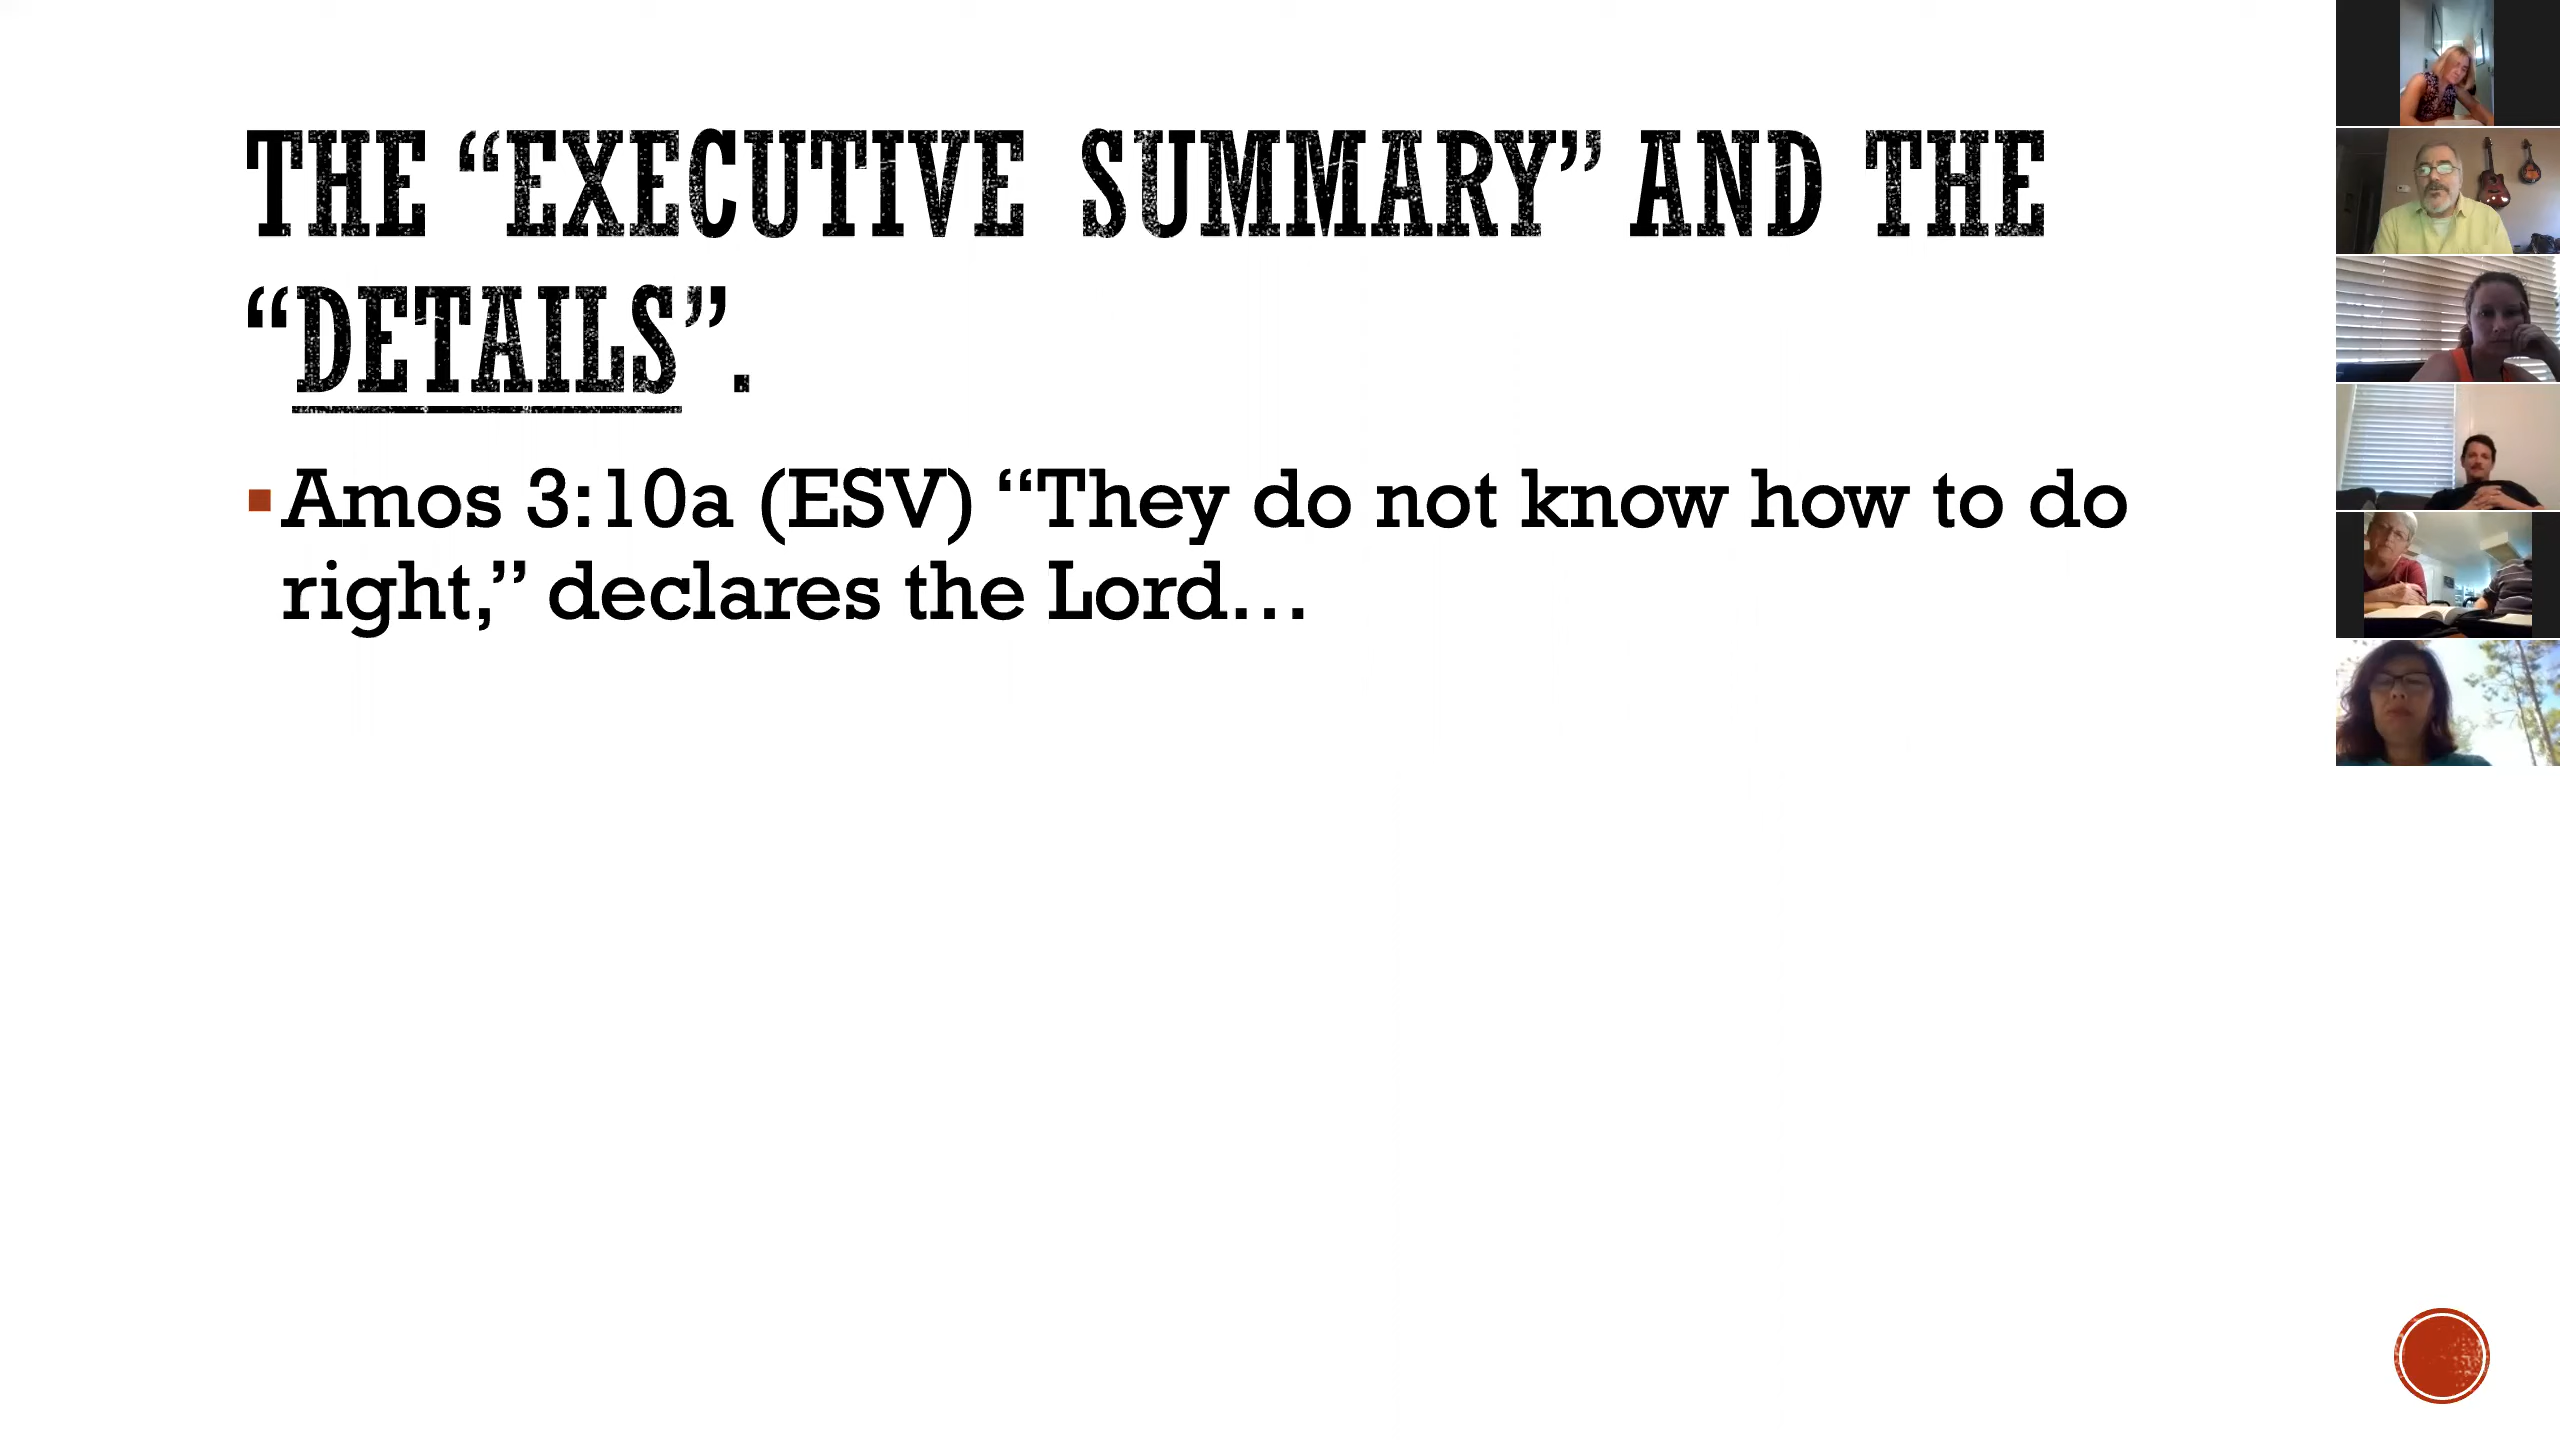 THE “EXECUTIVE SUMMARY” AND THE
“DETAILS”.
Amos 3:10a (ESV) “They do not know how to do
right,” declares the Lord…